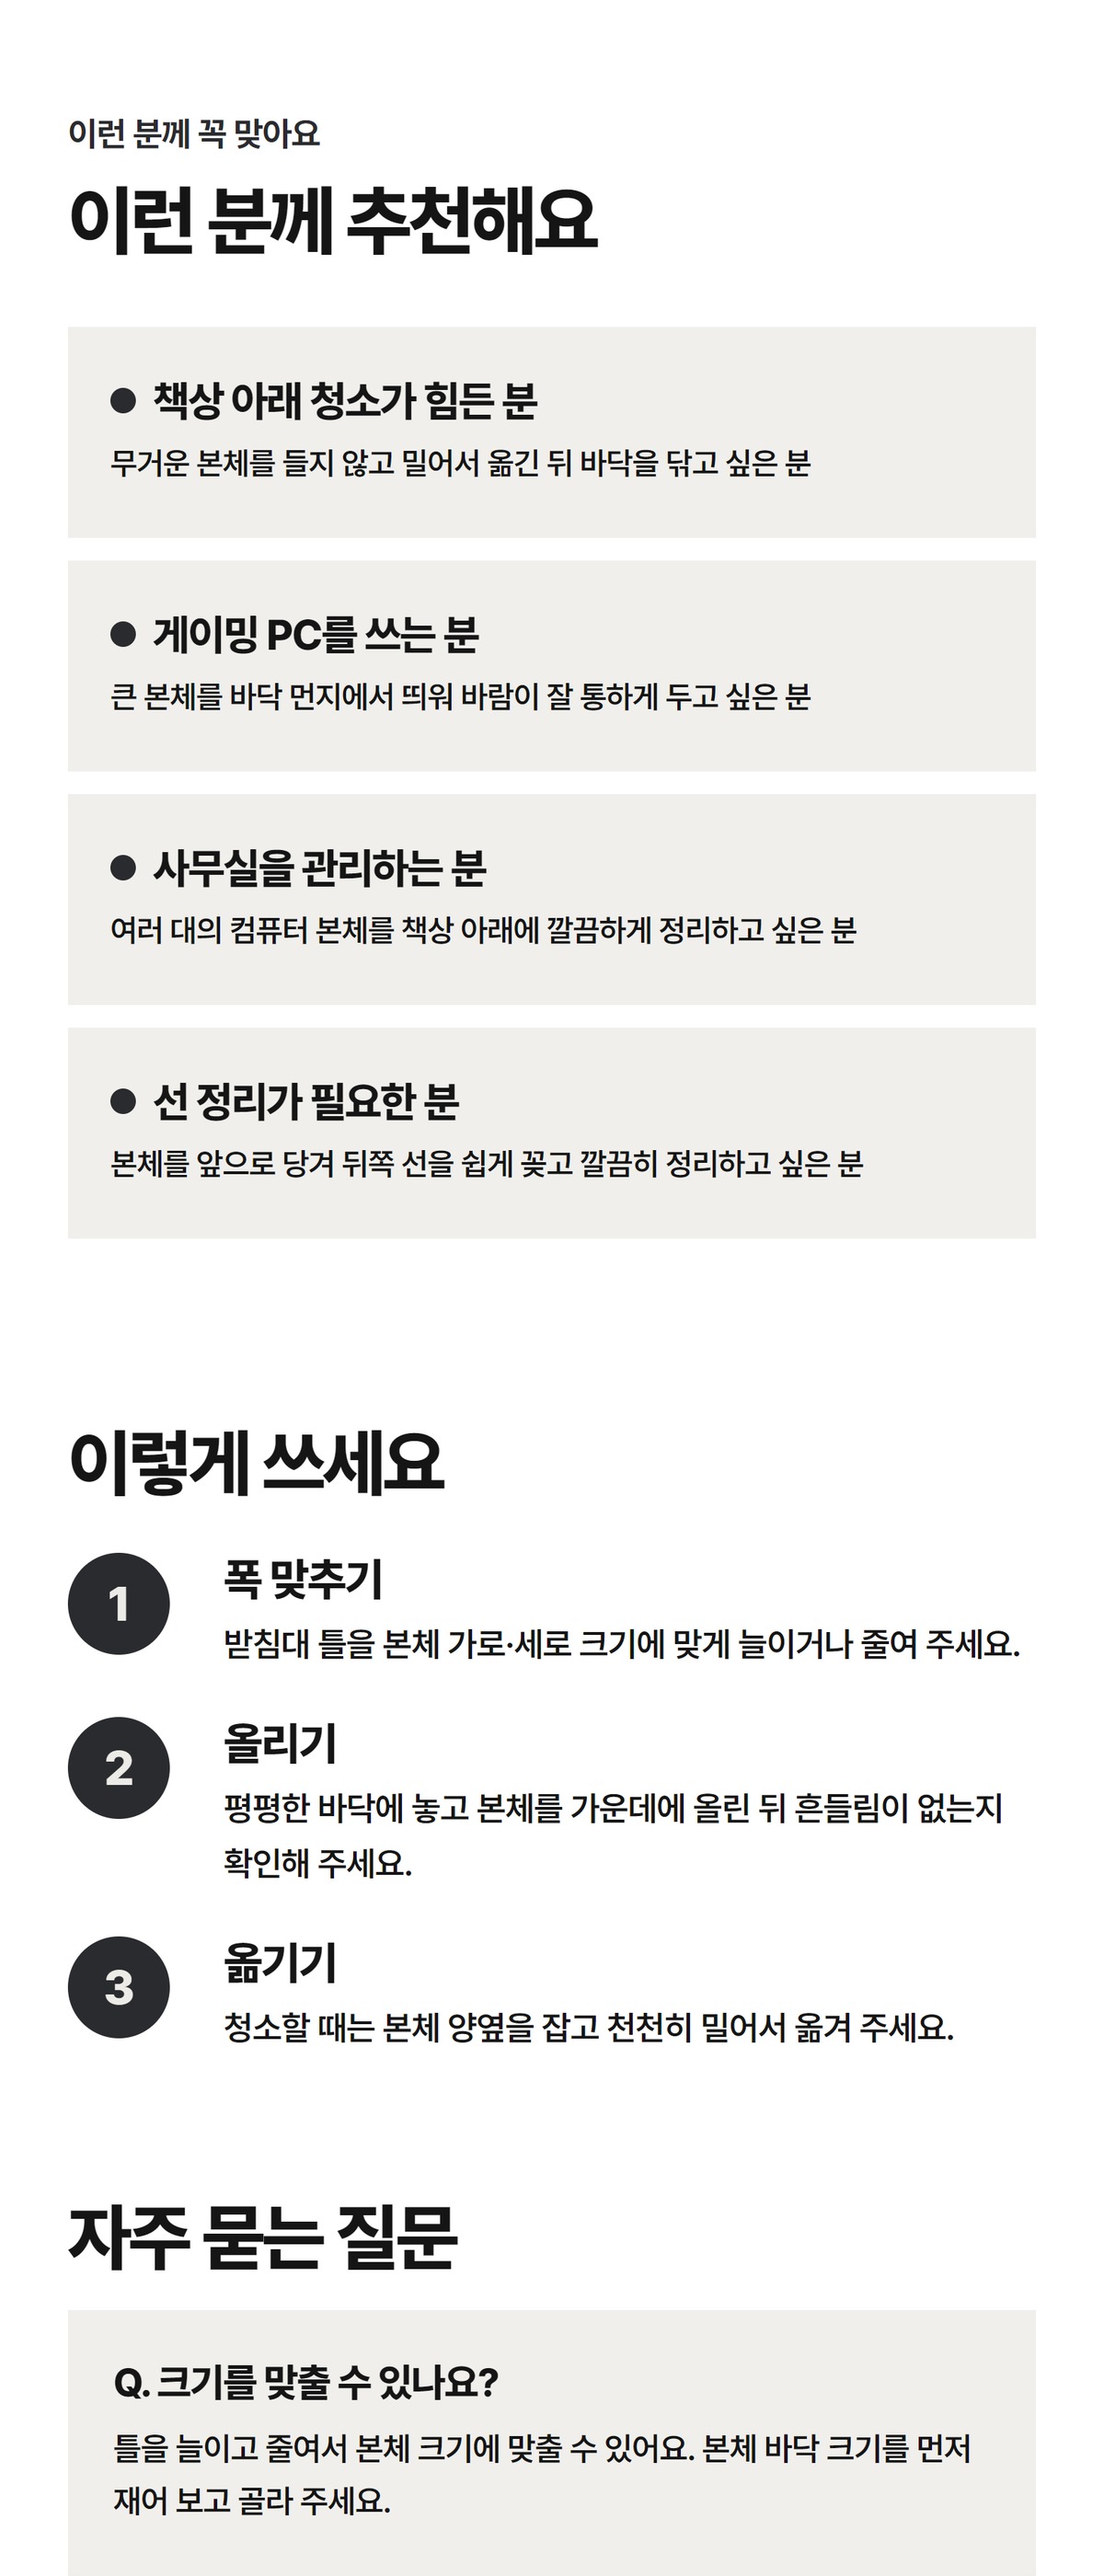 이런 분께 꼭 맞아요
이런 분께 추천해요
책상 아래 청소가 힘든 분
무거운 본체를 들지 않고 밀어서 옮긴 뒤 바닥을 닦고 싶은 분
게이밍 PC를 쓰는 분
큰 본체를 바닥 먼지에서 띄워 바람이 잘 통하게 두고 싶은 분
사무실을 관리하는 분
여러 대의 컴퓨터 본체를 책상 아래에 깔끔하게 정리하고 싶은 분
선 정리가 필요한 분
본체를 앞으로 당겨 뒤쪽 선을 쉽게 꽂고 깔끔히 정리하고 싶은 분
이렇게 쓰세요
1
폭 맞추기
받침대 틀을 본체 가로·세로 크기에 맞게 늘이거나 줄여 주세요.
2
올리기
평평한 바닥에 놓고 본체를 가운데에 올린 뒤 흔들림이 없는지
확인해 주세요.
3
옮기기
청소할 때는 본체 양옆을 잡고 천천히 밀어서 옮겨 주세요.
자주 묻는 질문
Q. 크기를 맞출 수 있나요?
틀을 늘이고 줄여서 본체 크기에 맞출 수 있어요. 본체 바닥 크기를 먼저
재어 보고 골라 주세요.